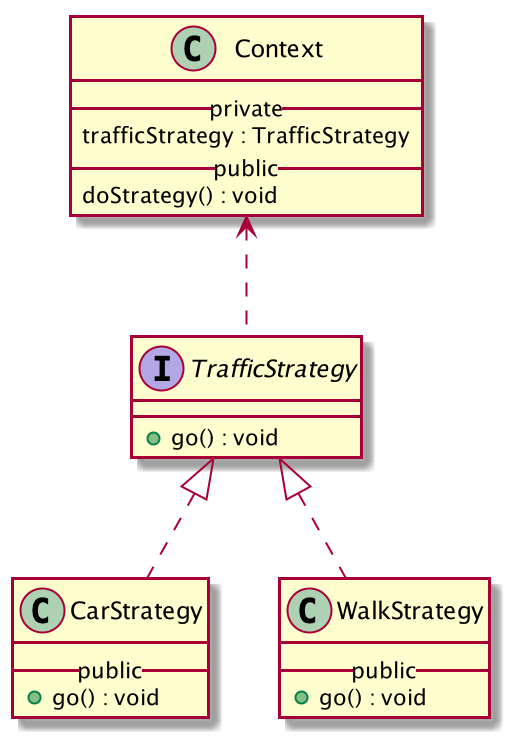 C Context
private
trafficStrategy : TrafficStrategy
public
doStrategy() : void
I TrafficStrategy
go() : void
C CarStrategy
public
go() : void
C WalkStrategy
public
go() : void